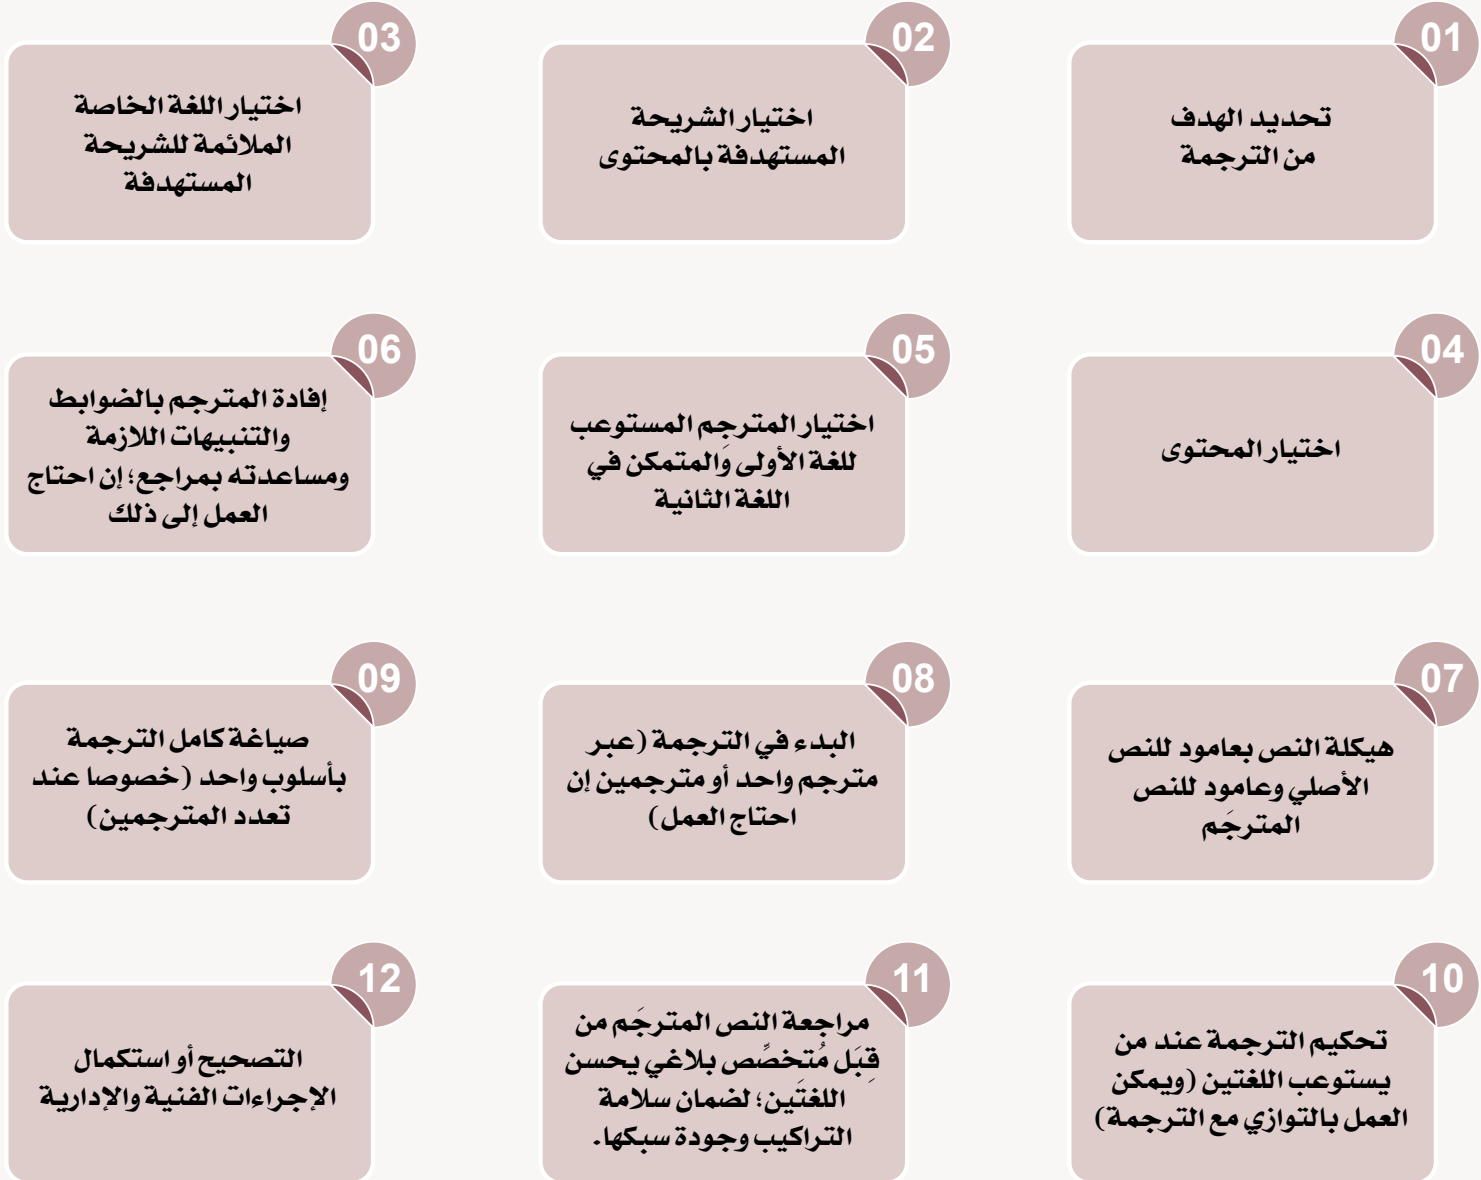 01
تحديد الهدف
من الترجمة
02
اختيار الشريحة
المستهدفة بالمحتوى
03
اختيار اللغة الخاصة
الملائمة للشريحة
المستهدفة
04
اختيار المحتوى
05
اختيار المترجم المستوعب
للغة الأولى وَالمتمكن في
اللغة الثانية
06
إفادة المترجم بالضوابط
والتنبيهات اللازمة
ومساعدته بمراجع؛ إن احتاج
العمل إلى ذلك
07
هيكلة النص بعامود للنص
الأصلي وعامود للنص
المترجَم
08
البدء في الترجمة (عبر
مترجم واحد أو مترجمين إن
احتاج العمل)
09
صياغة كامل الترجمة
بأسلوب واحد (خصوصا عند
تعدد المترجمين)
10
تحكيم الترجمة عند من
يستوعب اللغتين (ويمكن
العمل بالتوازي مع الترجمة)
11
مراجعة النص المترجَم من
قِبَل مُتخصِّص بلاغي يحسن
اللغتَين؛ لضمان سلامة
التراكيب وجودة سبكها.
12
التصحيح أو استكمال
الإجراءات الفنية والإدارية